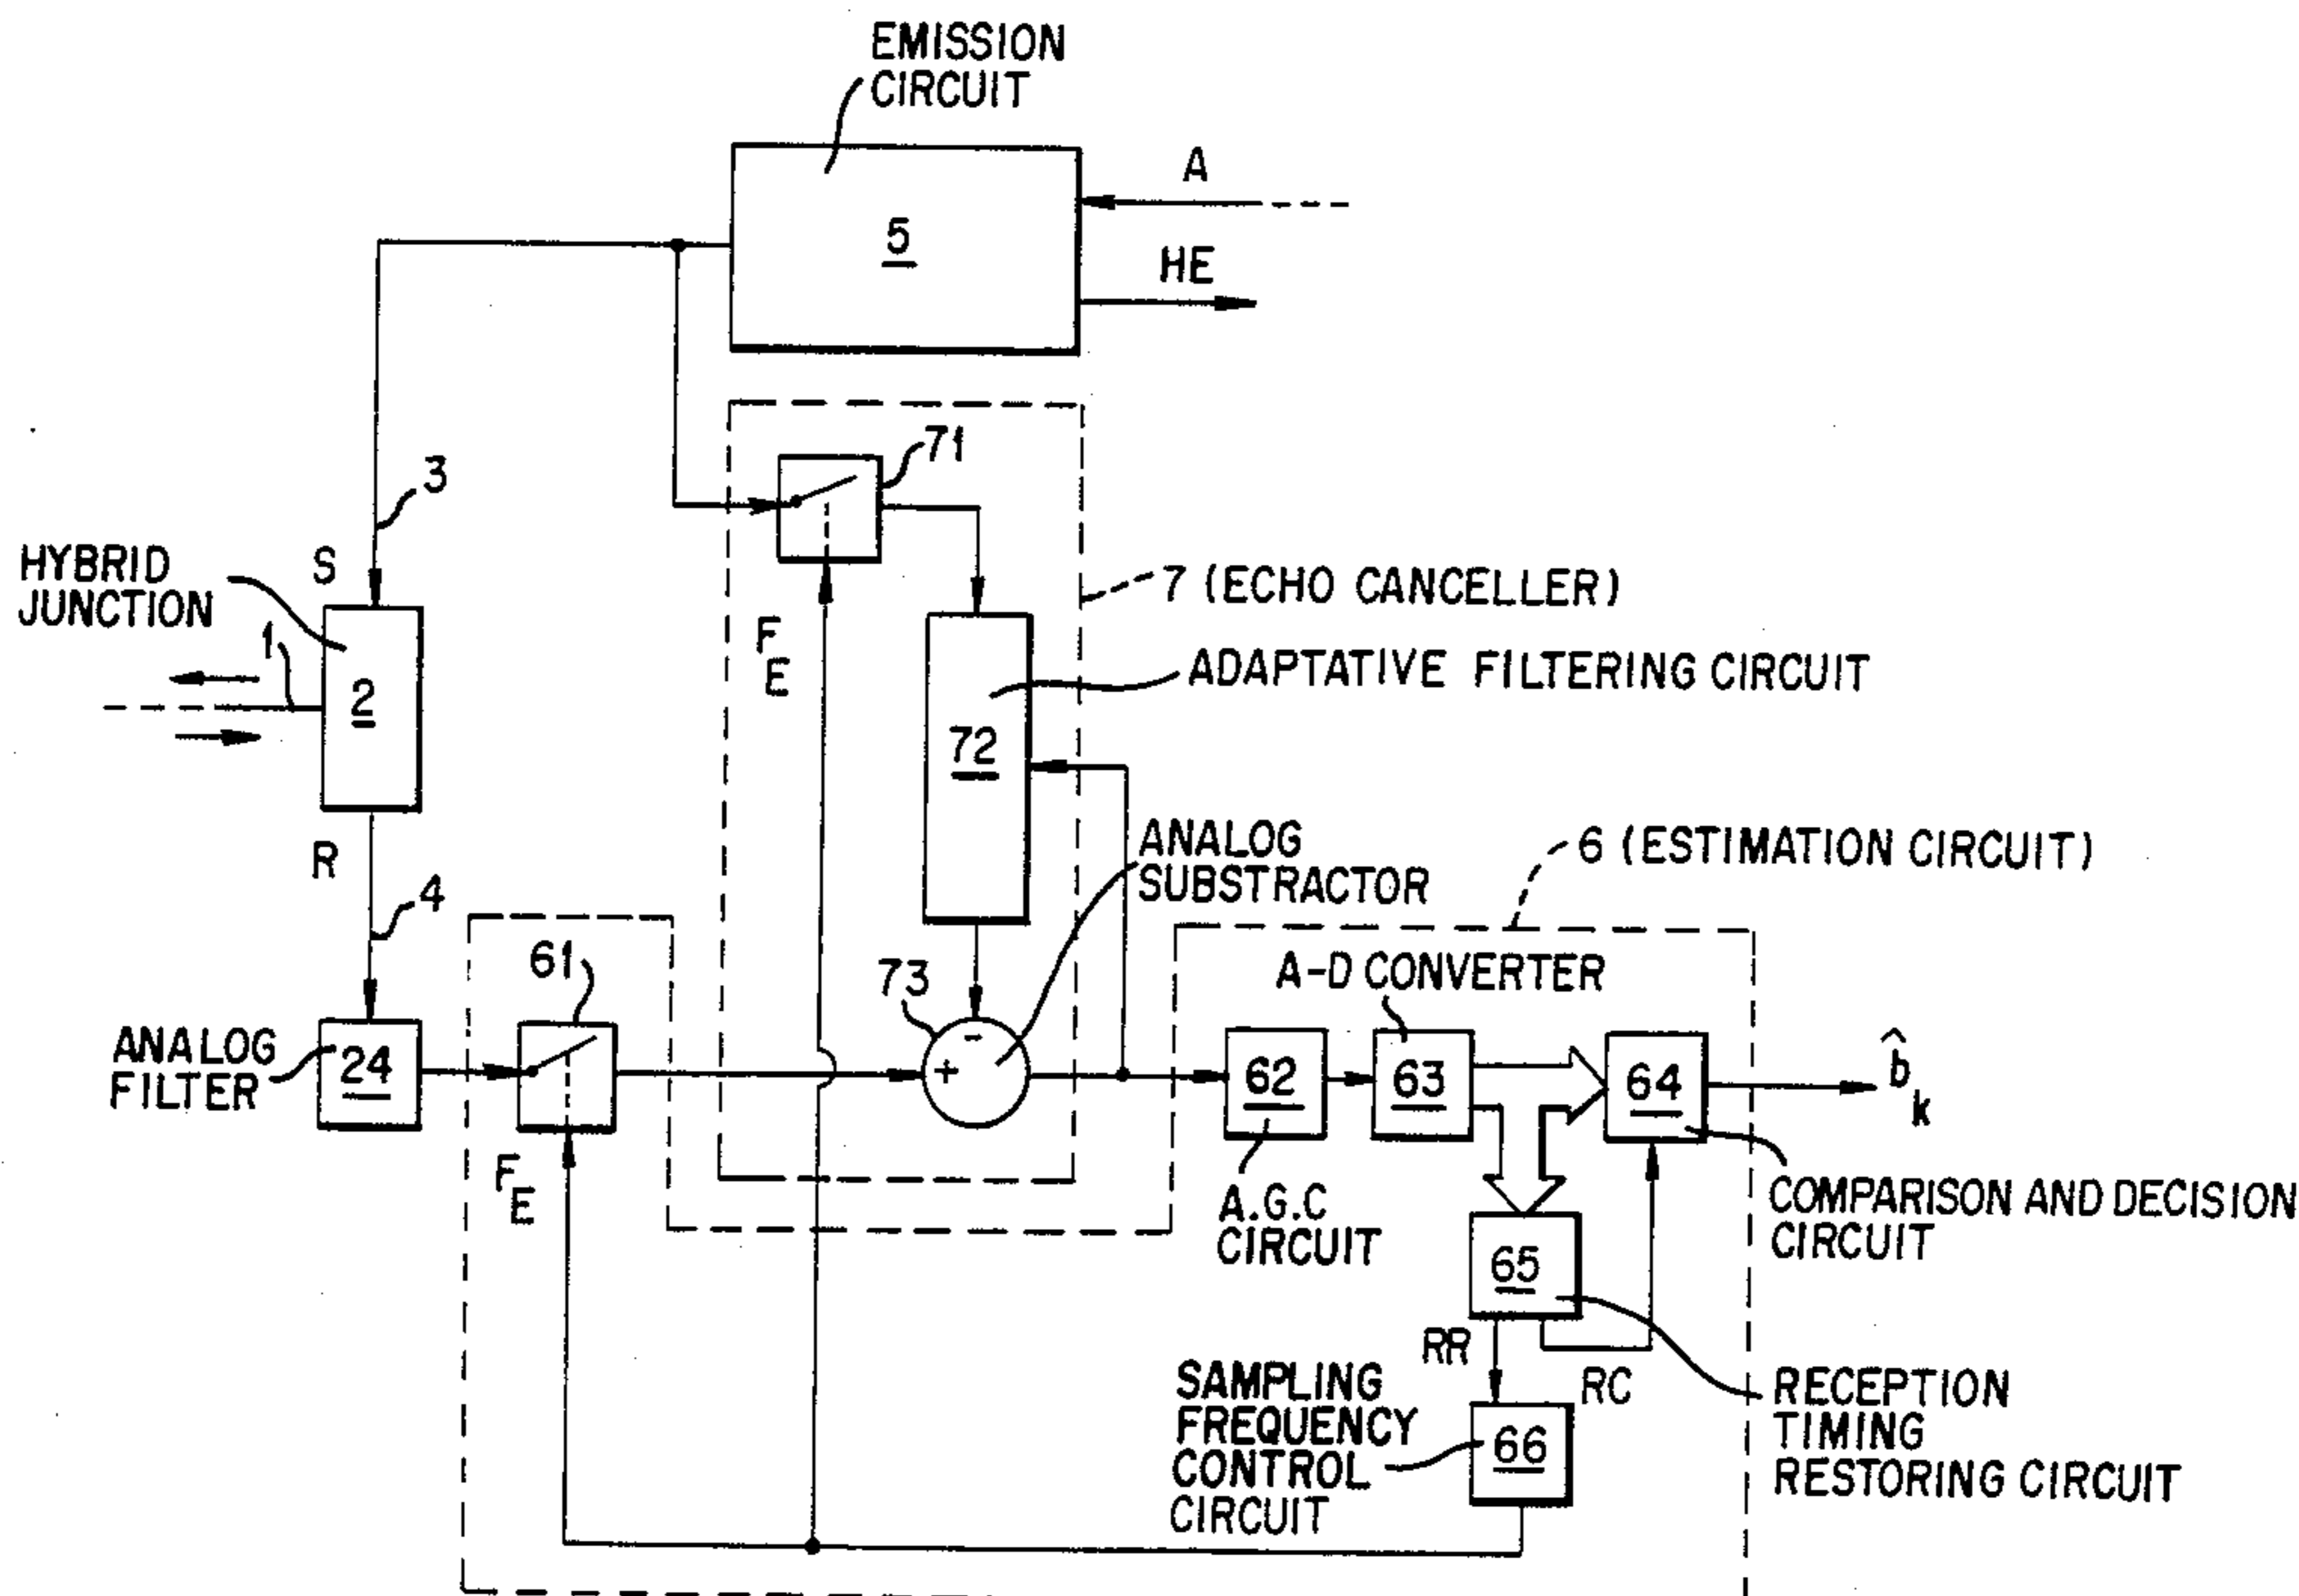 EMISSION
CIRCUIT
A
5
HE
71
3
HYBRID
JUNCTION
S
7 (ECHO CANCELLER)
1
F
E
ADAPTATIVE FILTERING CIRCUIT
2
72
ANALOG
SUBSTRACTOR
6 (ESTIMATION CIRCUIT)
R
4
61
73
A-D CONVERTER
ANALOG
FILTER
24
-
+
62
63
64
b̂
k
F
E
A.G.C
CIRCUIT
COMPARISON AND DECISION
CIRCUIT
65
RR
RC
SAMPLING
FREQUENCY
CONTROL
CIRCUIT
66
RECEPTION
TIMING
RESTORING CIRCUIT